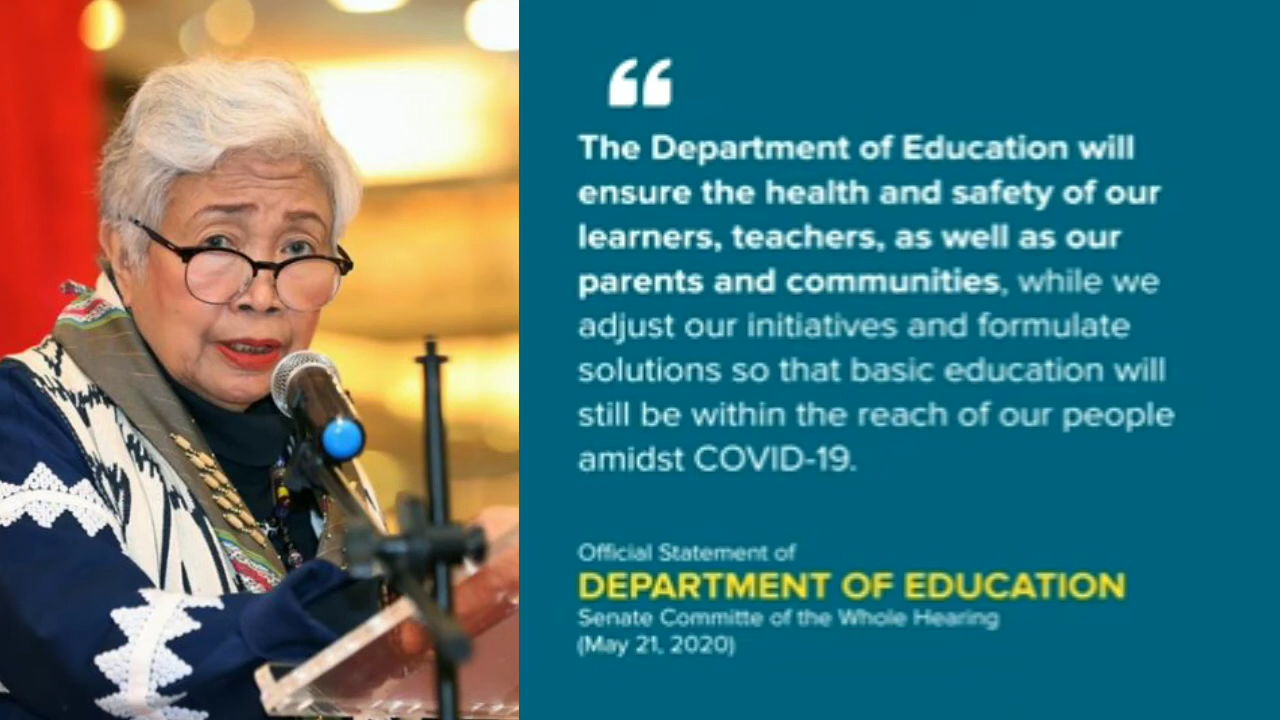 “
The Department of Education will
ensure the health and safety of our
learners, teachers, as well as our
parents and communities, while we
adjust our initiatives and formulate
solutions so that basic education will
still be within the reach of our people
amidst COVID-19.
Official Statement of
DEPARTMENT OF EDUCATION
Senate Committe of the Whole Hearing
(May 21, 2020)